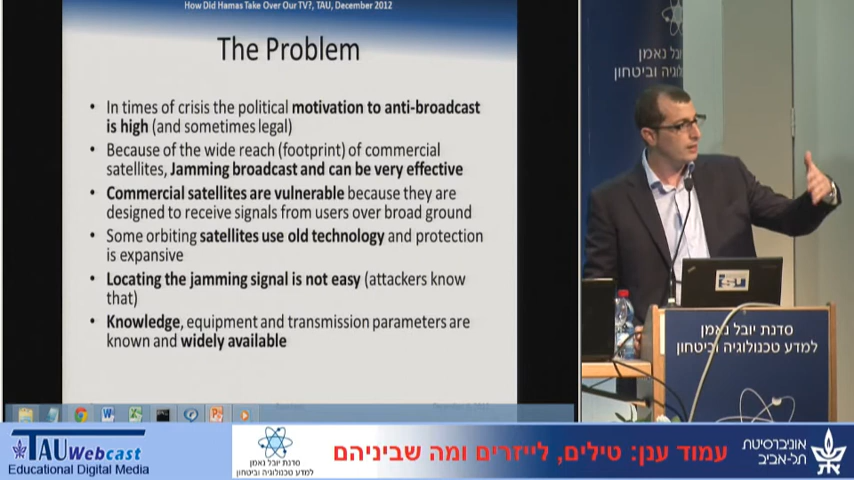 How Did Hamas Take Over Our TV?, TAU, December 2012
The Problem
• In times of crisis the political motivation to anti-broadcast
is high (and sometimes legal)
• Because of the wide reach (footprint) of commercial
satellites, Jamming broadcast and can be very effective
• Commercial satellites are vulnerable because they are
designed to receive signals from users over broad ground
• Some orbiting satellites use old technology and protection
is expansive
• Locating the jamming signal is not easy (attackers know
that)
• Knowledge, equipment and transmission parameters are
known and widely available
סדנת יובל נאמן
למדע טכנולוגיה וביטחון
יובל נאמן
נולוגיה וביטחון
TAU Webcast
Educational Digital Media
סדנת יובל נאמן
למדע טכנולוגיה וביטחון
עמוד ענן: טילים, לייזרים ומה שביניהם
אוניברסיטת
תל-אביב